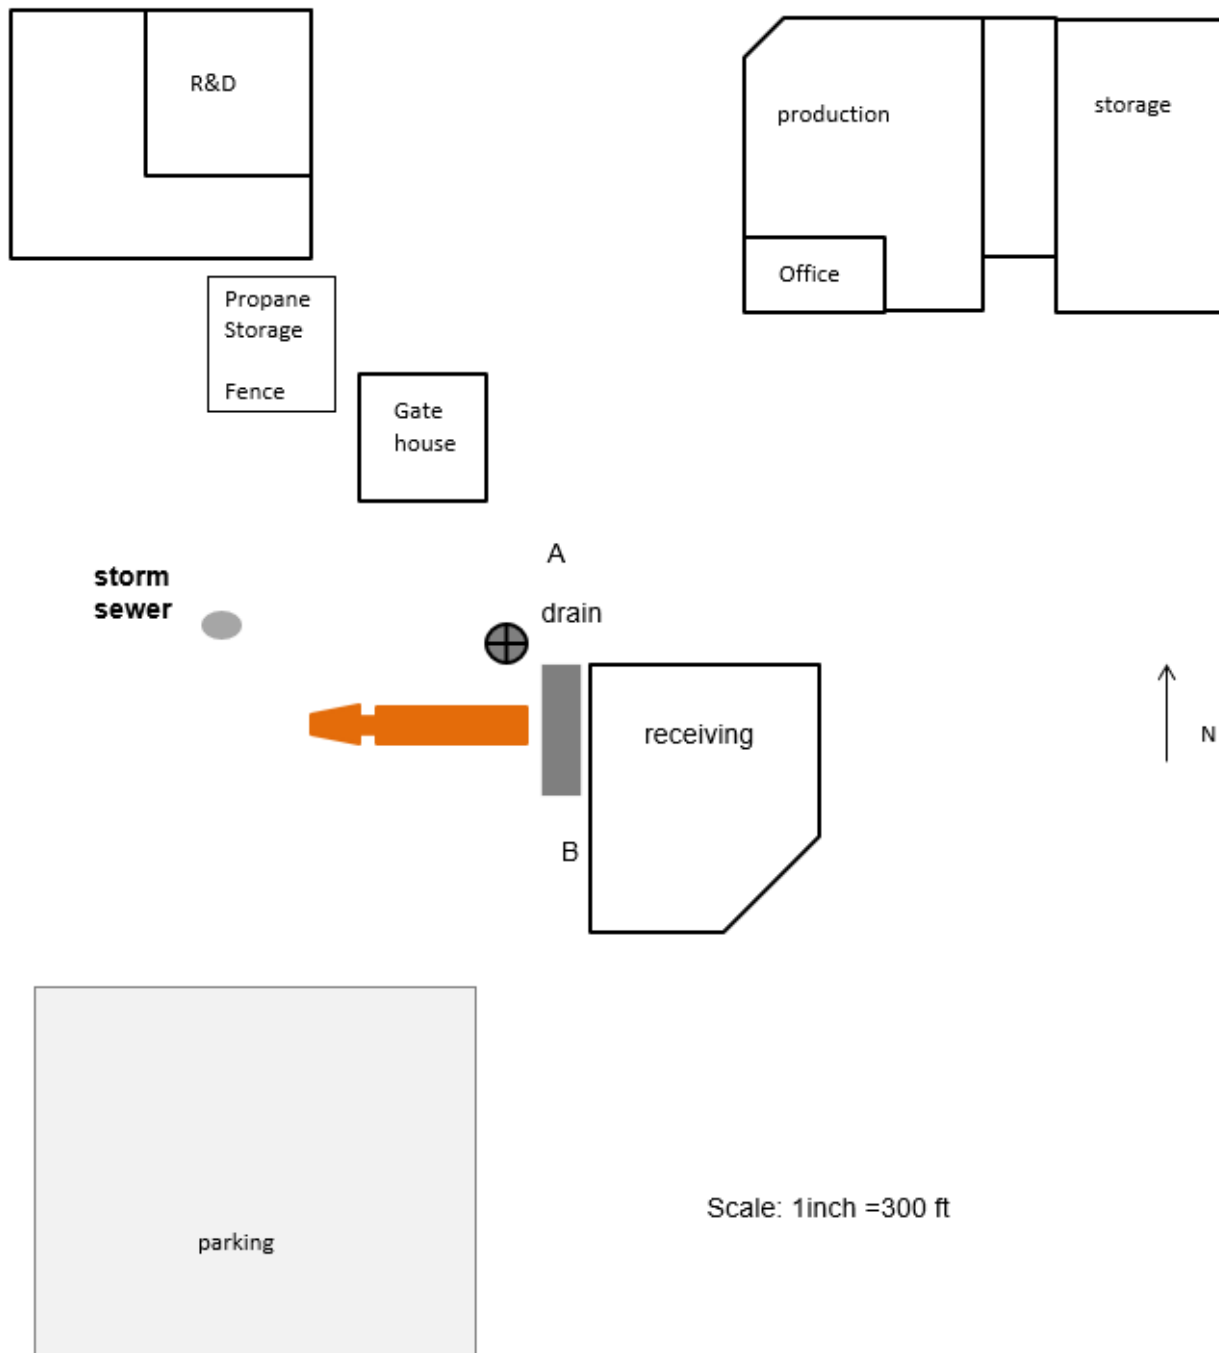 R&D
production
storage
Office
Propane
Storage
Fence
Gate
house
A
storm
sewer
drain
receiving
N
B
Scale: 1inch =300 ft
parking